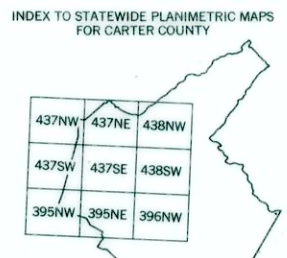 INDEX TO STATEWIDE PLANIMETRIC MAPS
FOR CARTER COUNTY
437NW 437NE 438NW
437SW 437SE 438SW
395NW 395NE 396NW